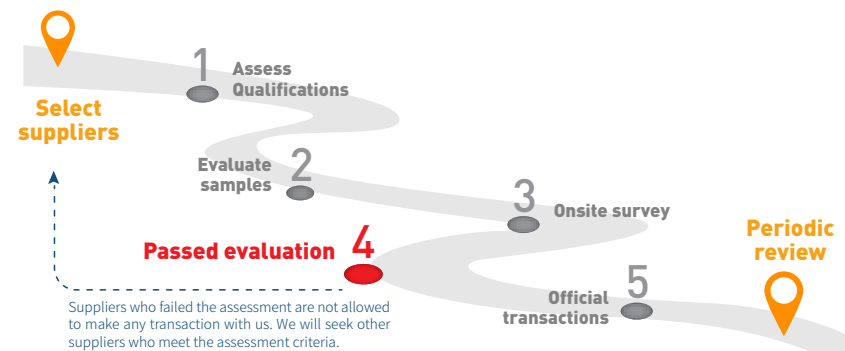 Select
suppliers
1
Assess
Qualifications
Evaluate
samples
2
3
Onsite survey
Passed evaluation
4
Suppliers who failed the assessment are not allowed
to make any transaction with us. We will seek other
suppliers who meet the assessment criteria.
Official
transactions
5
Periodic
review